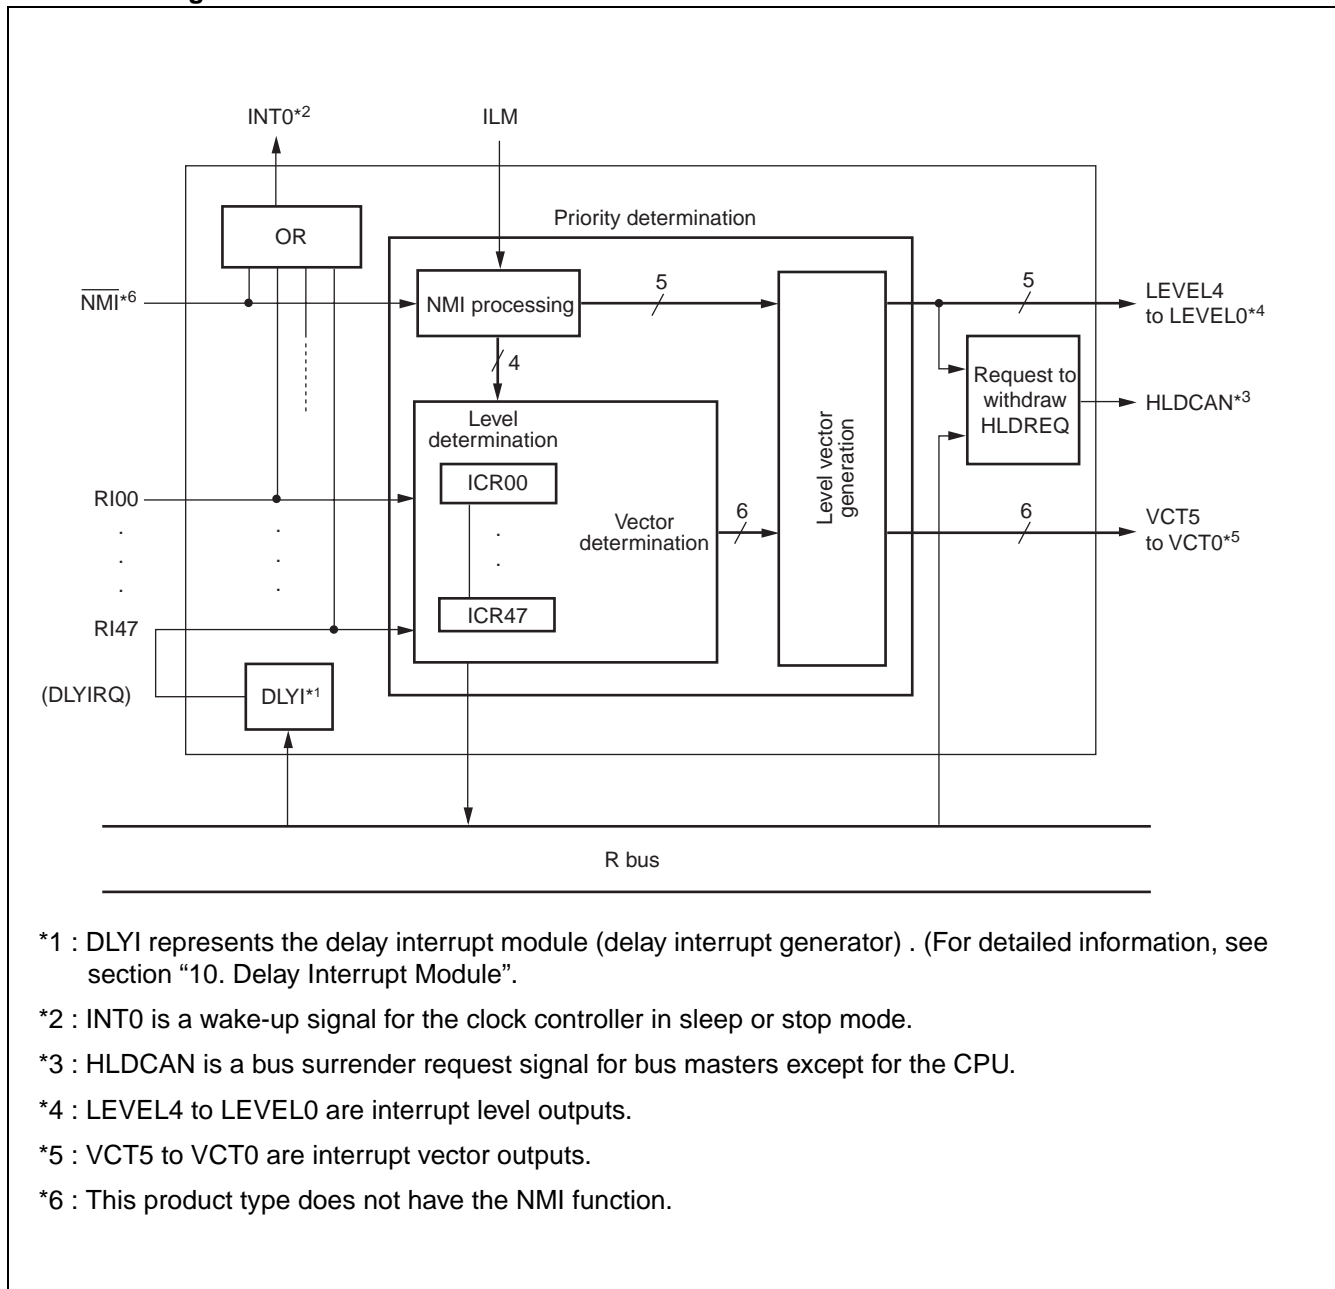 INT0*2
ILM
OR
Priority determination
NMI*6
NMI processing
5
5
LEVEL4
to LEVEL0*4
4
Request to
withdraw
HLDREQ
HLDCAN*3
Level
determination
ICR00
Level vector
generation
RI00
.
.
.
.
.
.
.
.
Vector
determination
6
6
VCT5
to VCT0*5
ICR47
RI47
(DLYIRQ)
DLYI*1
R bus
*1 : DLYI represents the delay interrupt module (delay interrupt generator) . (For detailed information, see
section “10. Delay Interrupt Module”.
*2 : INT0 is a wake-up signal for the clock controller in sleep or stop mode.
*3 : HLDCAN is a bus surrender request signal for bus masters except for the CPU.
*4 : LEVEL4 to LEVEL0 are interrupt level outputs.
*5 : VCT5 to VCT0 are interrupt vector outputs.
*6 : This product type does not have the NMI function.